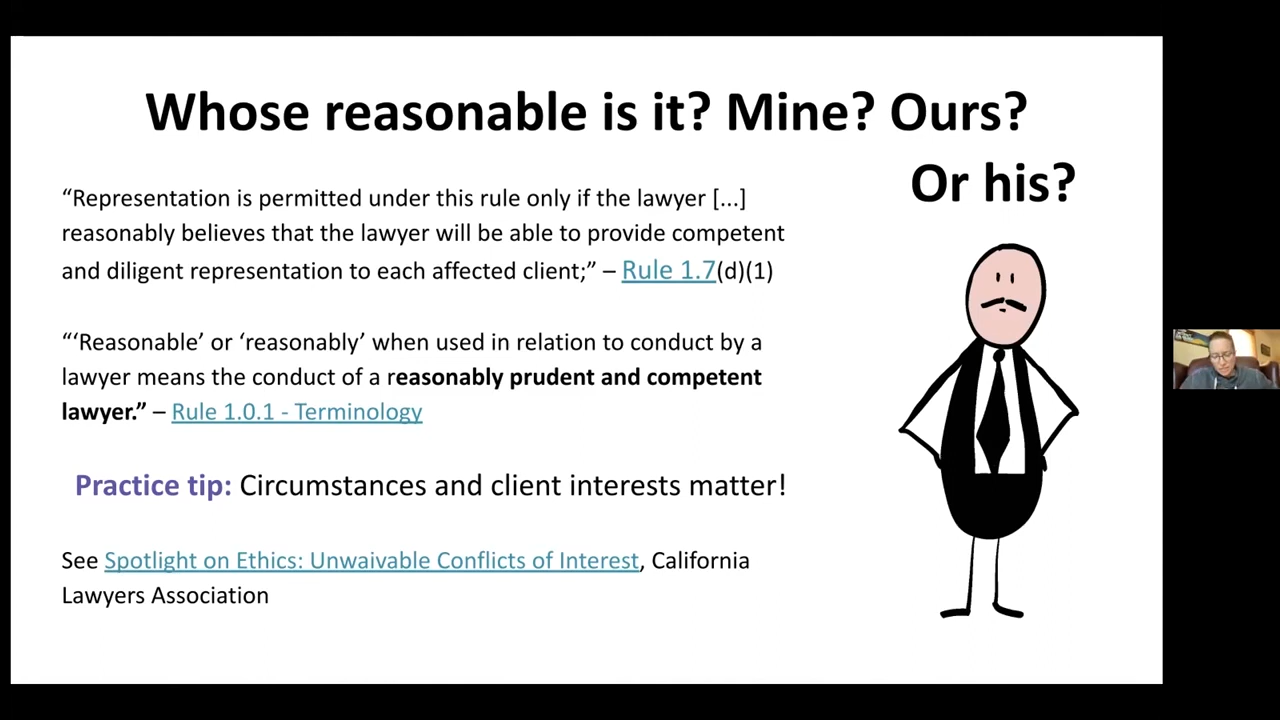 Whose reasonable is it? Mine? Ours?
Or his?
“Representation is permitted under this rule only if the lawyer [...]
reasonably believes that the lawyer will be able to provide competent
and diligent representation to each affected client;” – Rule 1.7(d)(1)
“‘Reasonable’ or ‘reasonably’ when used in relation to conduct by a
lawyer means the conduct of a reasonably prudent and competent
lawyer.” – Rule 1.0.1 - Terminology
Practice tip: Circumstances and client interests matter!
See Spotlight on Ethics: Unwaivable Conflicts of Interest, California
Lawyers Association